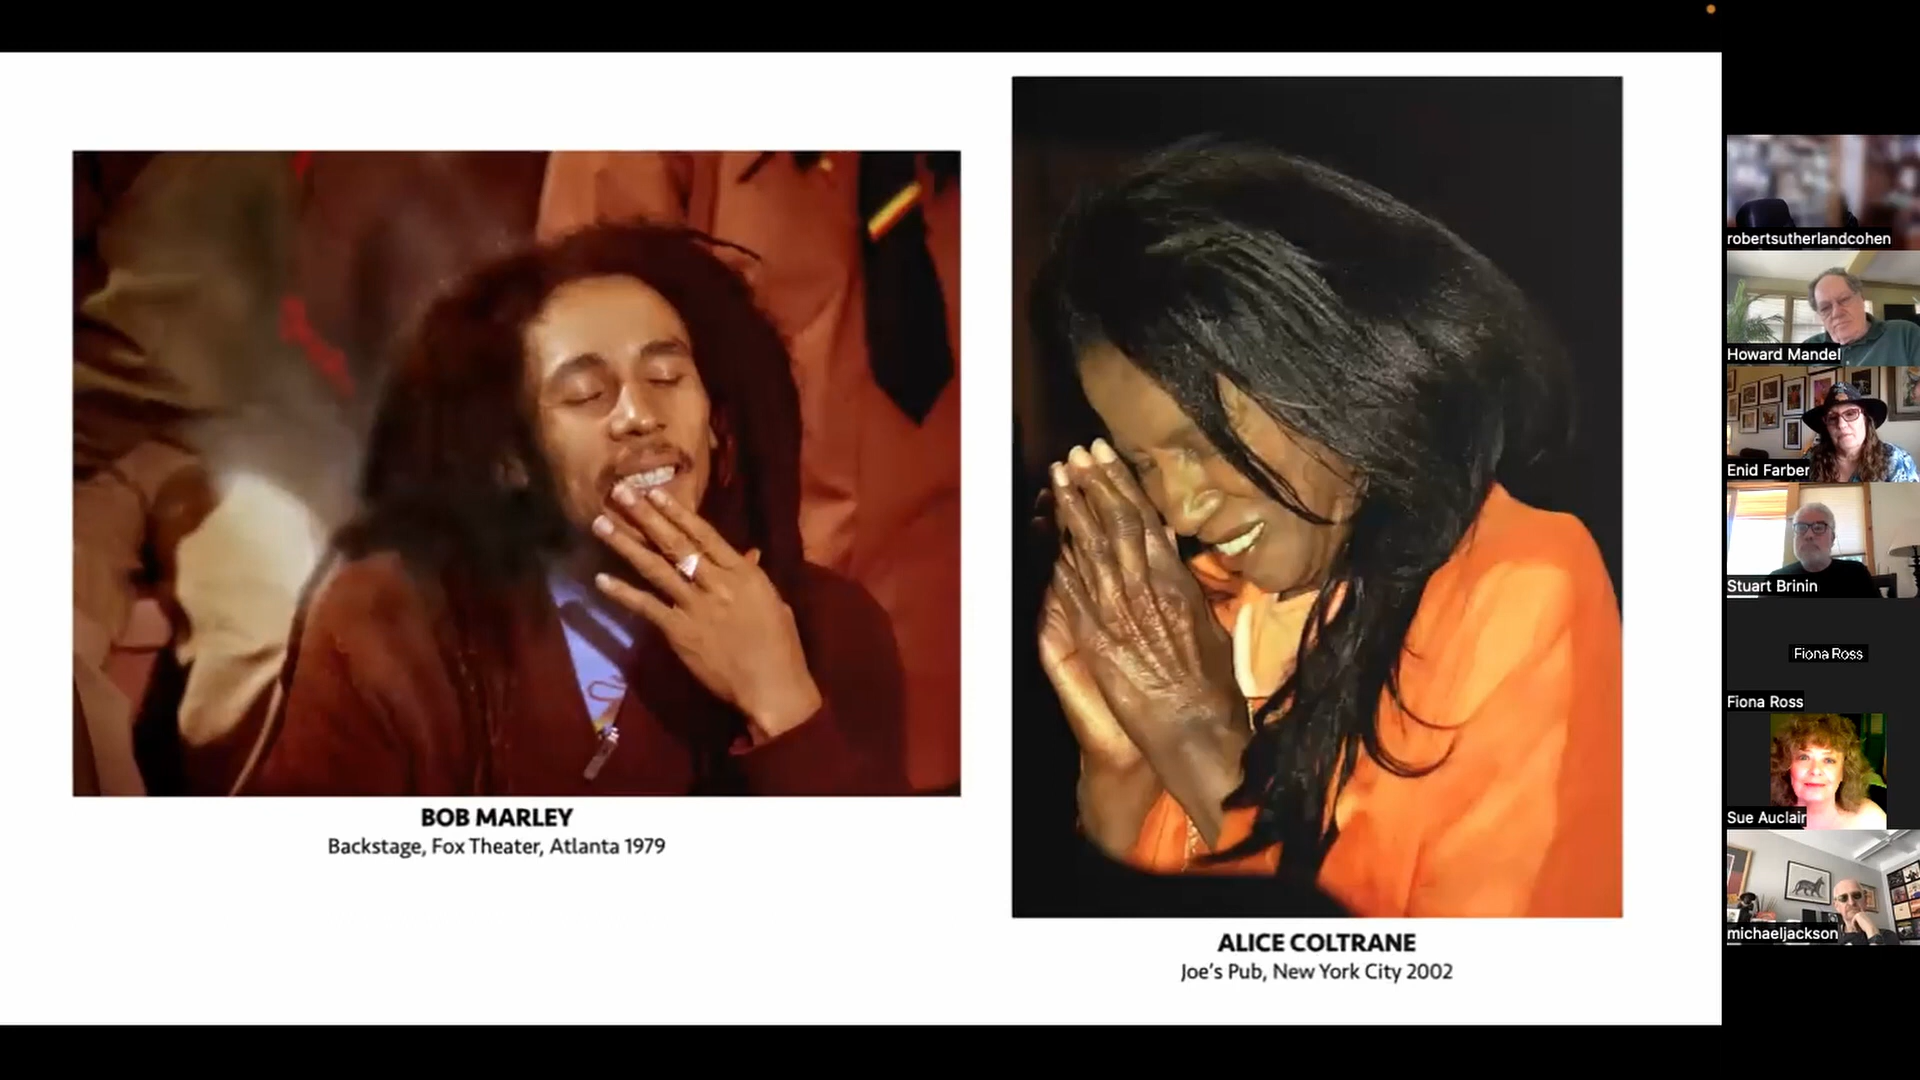 BOB MARLEY
Backstage, Fox Theater, Atlanta 1979
ALICE COLTRANE
Joe's Pub, New York City 2002
robertsutherlandcohen
Howard Mandel
Enid Farber
Stuart Brinin
Fiona Ross
Fiona Ross
Sue Auclair
michaeljackson